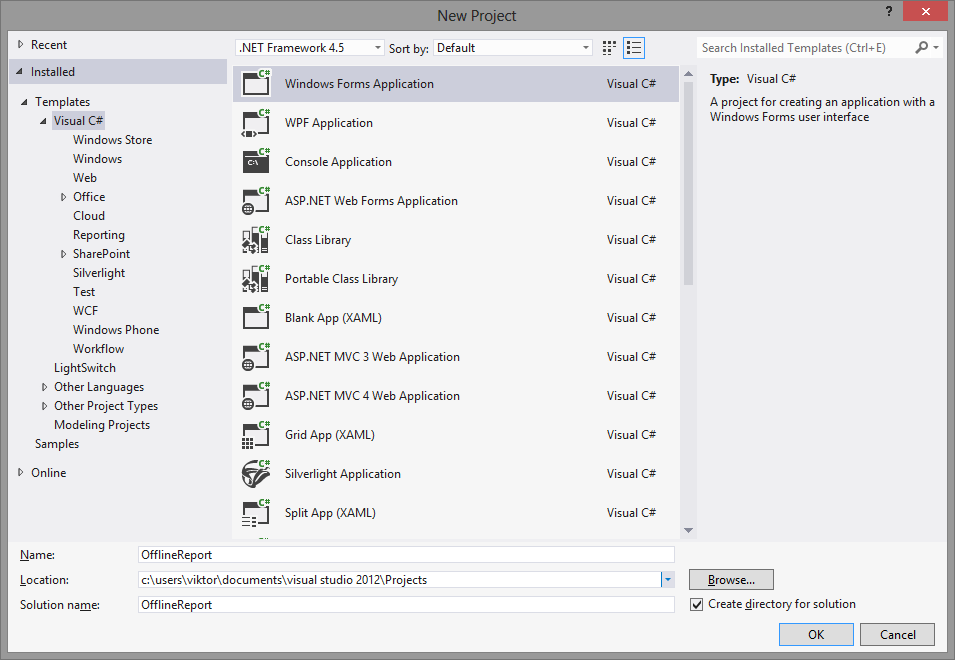 New Project
?
Recent
Installed
Templates
Visual C#
Windows Store
Windows
Web
Office
Cloud
Reporting
SharePoint
Silverlight
Test
WCF
Windows Phone
Workflow
LightSwitch
Other Languages
Other Project Types
Modeling Projects
Samples
Online
.NET Framework 4.5 Sort by: Default
Windows Forms Application Visual C#
WPF Application Visual C#
Console Application Visual C#
ASP.NET Web Forms Application Visual C#
Class Library Visual C#
Portable Class Library Visual C#
Blank App (XAML) Visual C#
ASP.NET MVC 3 Web Application Visual C#
ASP.NET MVC 4 Web Application Visual C#
Grid App (XAML) Visual C#
Silverlight Application Visual C#
Split App (XAML) Visual C#
Search Installed Templates (Ctrl+E)
Type: Visual C#
A project for creating an application with a
Windows Forms user interface
Name: OfflineReport
Location: c:\users\viktor\documents\visual studio 2012\Projects Browse...
Solution name: OfflineReport
Create directory for solution
OK Cancel